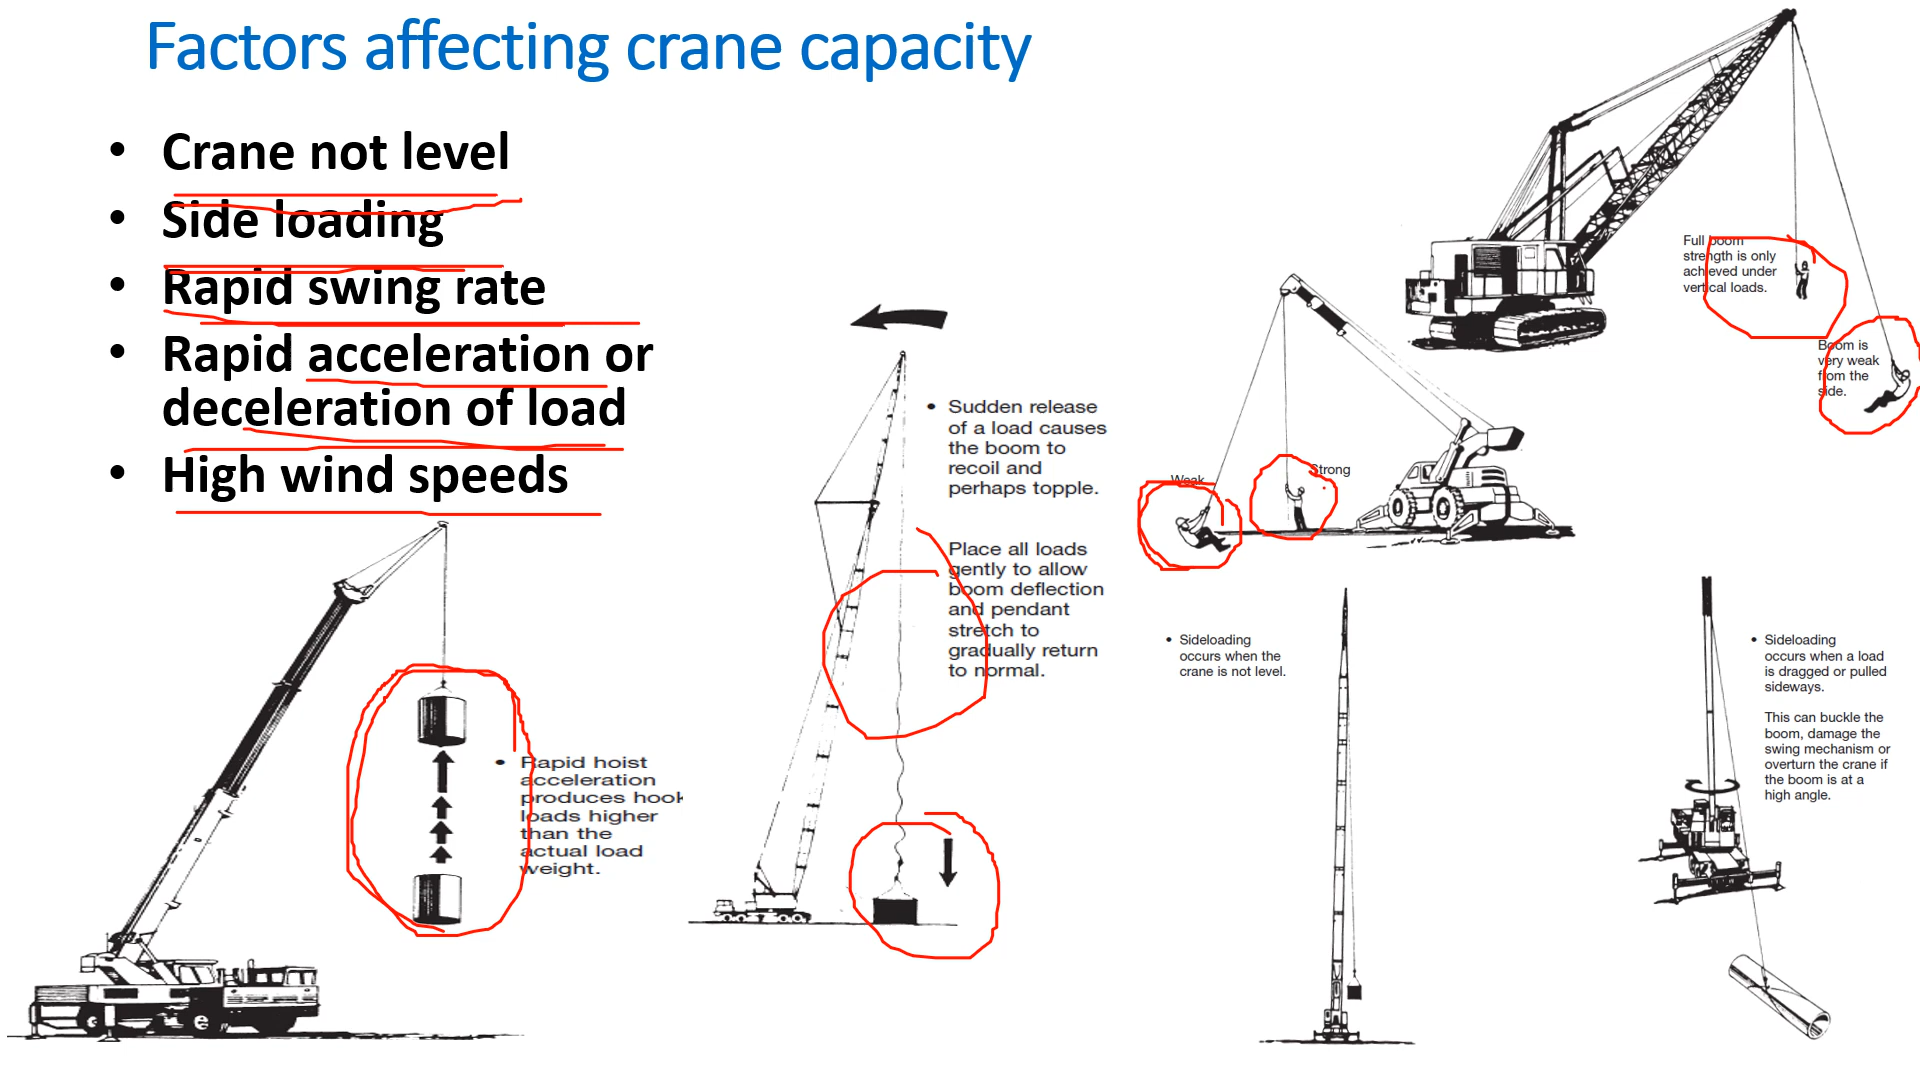 Factors affecting crane capacity
• Crane not level
• Side loading
• Rapid swing rate
• Rapid acceleration or
deceleration of load
• High wind speeds
• Rapid hoist
acceleration
produces hook
loads higher
than the
actual load
weight.
• Sudden release
of a load causes
the boom to
recoil and
perhaps topple.
Place all loads
gently to allow
boom deflection
and pendant
stretch to
gradually return
to normal.
Full boom
strength is only
achieved under
vertical loads.
Boom is
very weak
from the
side.
Weak
Strong
• Sideloading
occurs when the
crane is not level.
• Sideloading
occurs when a load
is dragged or pulled
sideways.
This can buckle the
boom, damage the
swing mechanism or
overturn the crane if
the boom is at a
high angle.